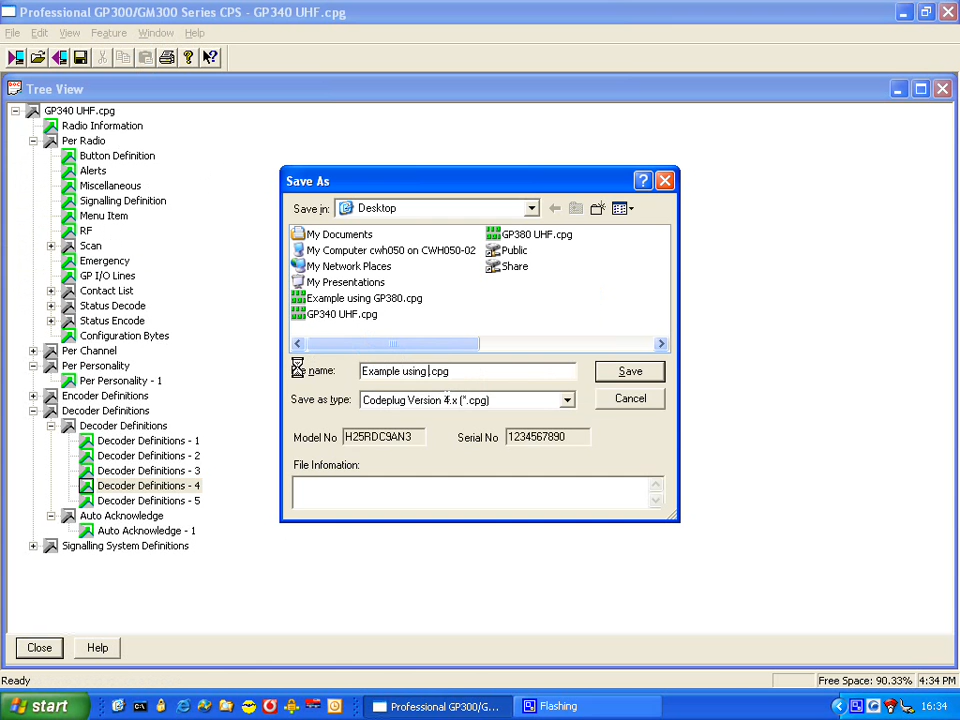 Professional GP300/GM300 Series CPS - GP340 UHF.cpg
File Edit View Feature Window Help
Tree View
GP340 UHF.cpg
Radio Information
Per Radio
Button Definition
Alerts
Miscellaneous
Signalling Definition
Menu Item
RF
Scan
Emergency
GP I/O Lines
Contact List
Status Decode
Status Encode
Configuration Bytes
Per Channel
Per Personality
Per Personality - 1
Encoder Definitions
Decoder Definitions
Decoder Definitions
Decoder Definitions - 1
Decoder Definitions - 2
Decoder Definitions - 3
Decoder Definitions - 4
Decoder Definitions - 5
Auto Acknowledge
Auto Acknowledge - 1
Signalling System Definitions
Save As
Save in: Desktop
My Documents
My Computer cwh050 on CWH050-02
My Network Places
My Presentations
Example using GP380.cpg
GP340 UHF.cpg
GP380 UHF.cpg
Public
Share
name: Example using .cpg
Save
Save as type: Codeplug Version 4.x (*.cpg)
Cancel
Model No H25RDC9AN3 Serial No 1234567890
File Infomation:
Close Help
Ready
Free Space: 90.33% 4:34 PM
start
Professional GP300/G...
Flashing
16:34